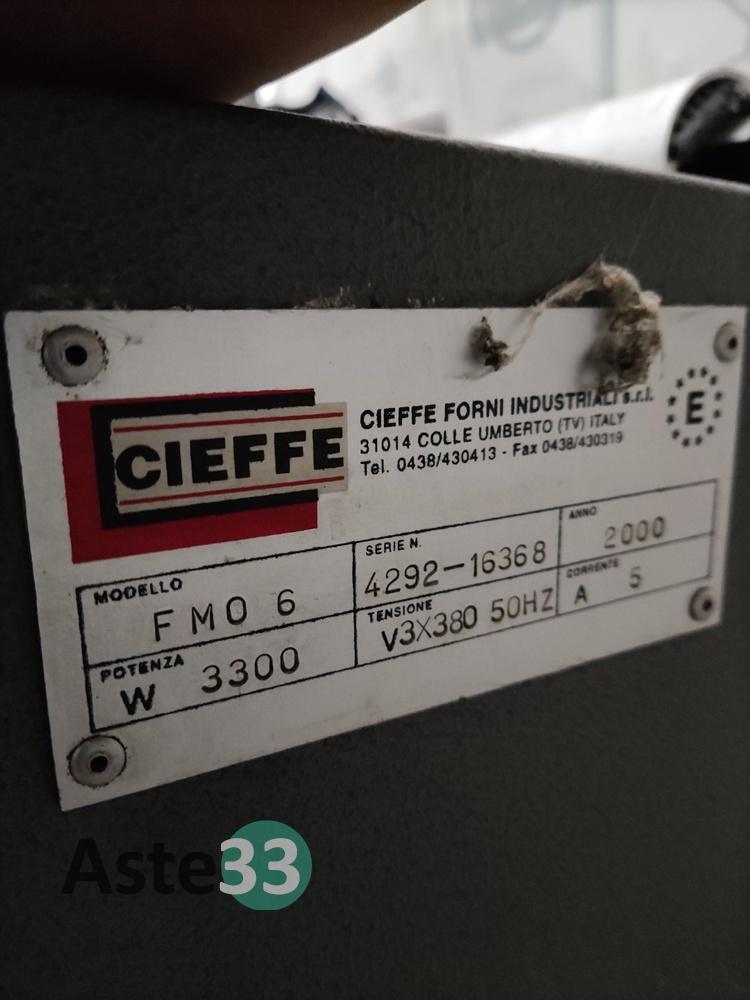 CIEFFE
CIEFFE FORNI INDUSTRIALI s.r.l.
31014 COLLE UMBERTO (TV) ITALY
Tel. 0438/430413 - Fax 0438/430319
E
MODELLO
FMO 6
SERIE N.
4292-16368
ANNO
2000
POTENZA
W 3300
TENSIONE
V3X380 50HZ
CORRENTE
A 5
Aste33